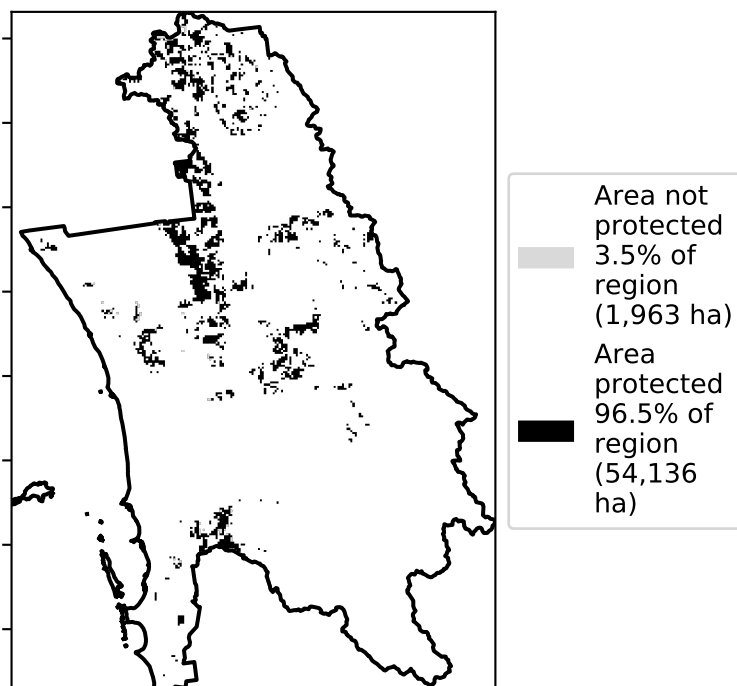 Area not
protected
3.5% of
region
(1,963 ha)
Area
protected
96.5% of
region
(54,136
ha)